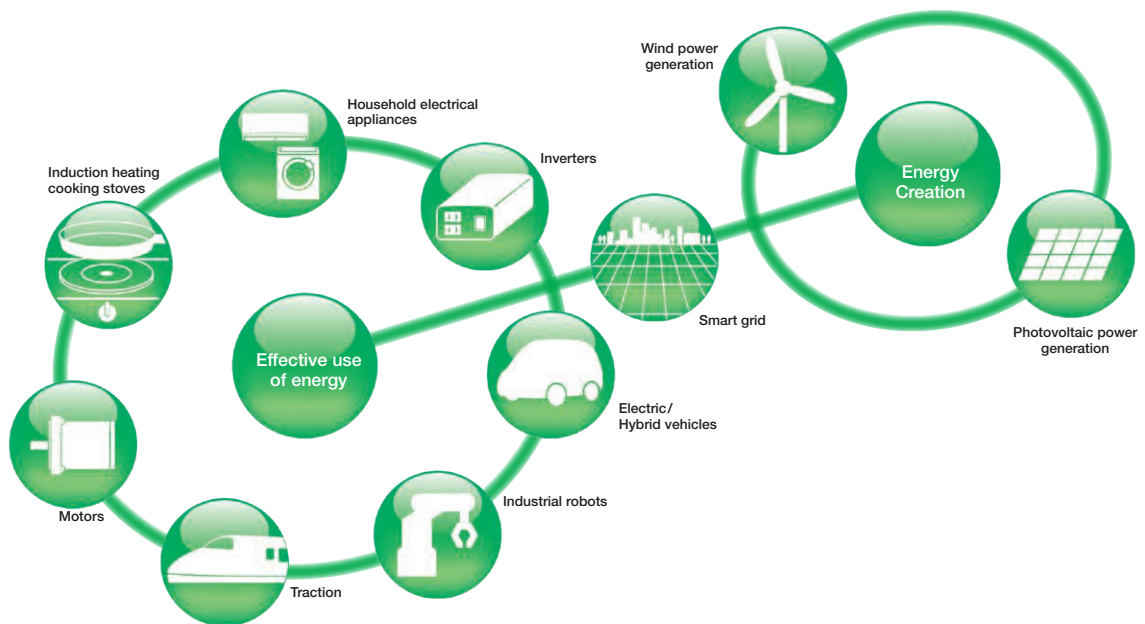 Wind power
generation
Household electrical
appliances
Inverters
Induction heating
cooking stoves
Energy
Creation
Smart grid
Photovoltaic power
generation
Effective use
of energy
Electric/
Hybrid vehicles
Industrial robots
Motors
Traction